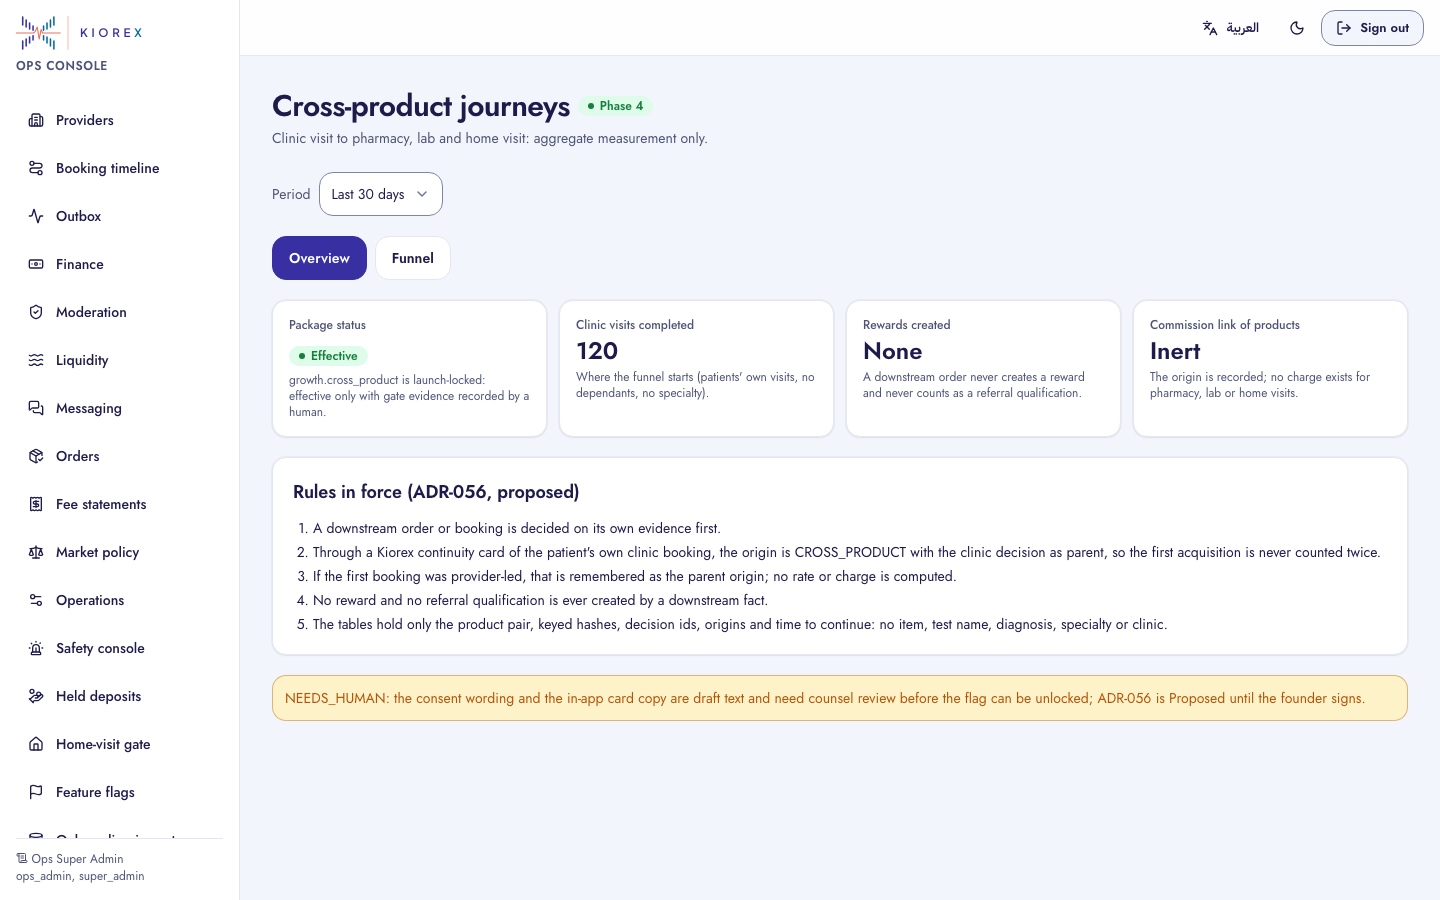 KIOREX
OPS CONSOLE
Providers
Booking timeline
Outbox
Finance
Moderation
Liquidity
Messaging
Orders
Fee statements
Market policy
Operations
Safety console
Held deposits
Home-visit gate
Feature flags
Ops Super Admin
ops_admin, super_admin
العربية
Sign out
Cross-product journeys
Phase 4
Clinic visit to pharmacy, lab and home visit: aggregate measurement only.
Period
Last 30 days
Overview
Funnel
Package status
Effective
growth.cross_product is launch-locked:
effective only with gate evidence recorded by a
human.
Clinic visits completed
120
Where the funnel starts (patients' own visits, no
dependants, no specialty).
Rewards created
None
A downstream order never creates a reward
and never counts as a referral qualification.
Commission link of products
Inert
The origin is recorded; no charge exists for
pharmacy, lab or home visits.
Rules in force (ADR-056, proposed)
1. A downstream order or booking is decided on its own evidence first.
2. Through a Kiorex continuity card of the patient's own clinic booking, the origin is CROSS_PRODUCT with the clinic decision as parent, so the first acquisition is never counted twice.
3. If the first booking was provider-led, that is remembered as the parent origin; no rate or charge is computed.
4. No reward and no referral qualification is ever created by a downstream fact.
5. The tables hold only the product pair, keyed hashes, decision ids, origins and time to continue: no item, test name, diagnosis, specialty or clinic.
NEEDS_HUMAN: the consent wording and the in-app card copy are draft text and need counsel review before the flag can be unlocked; ADR-056 is Proposed until the founder signs.